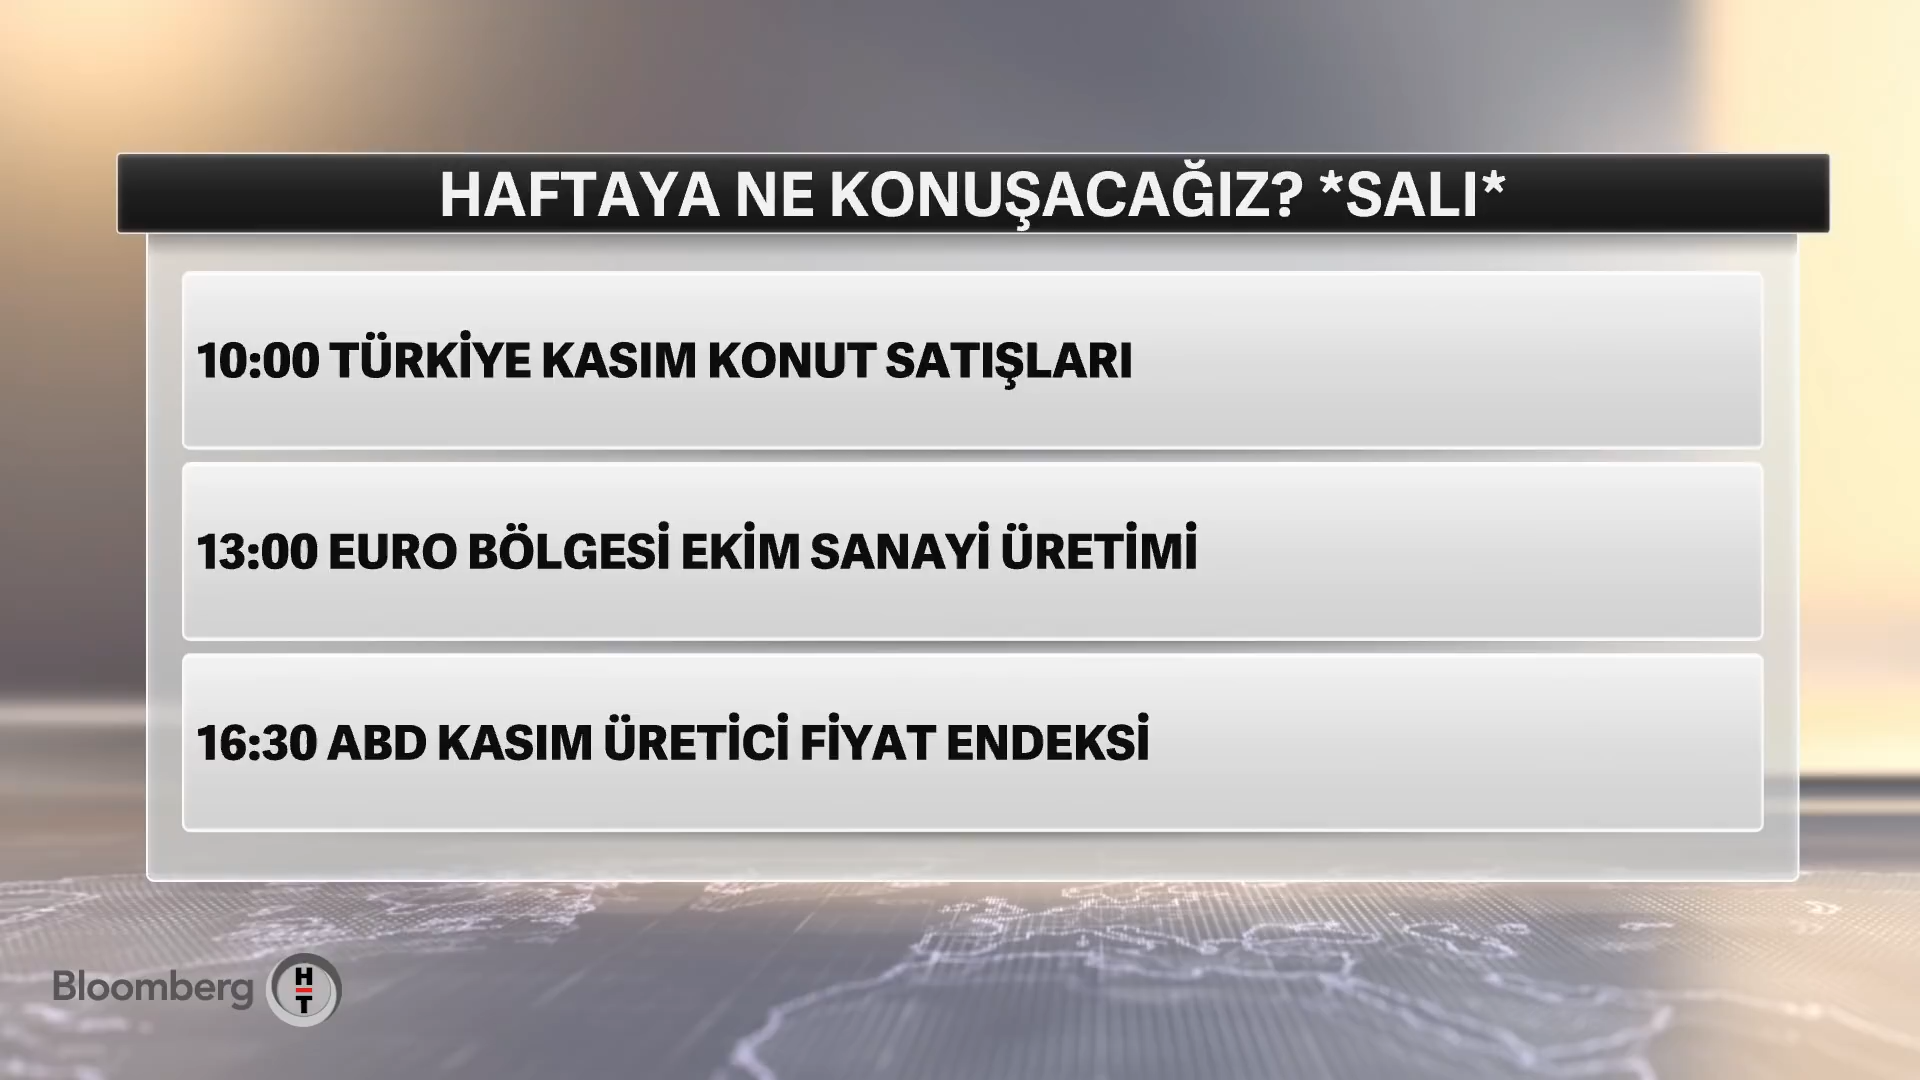 HAFTAYA NE KONUŞACAĞIZ? *SALI*
10:00 TÜRKİYE KASIM KONUT SATIŞLARI
13:00 EURO BÖLGESİ EKİM SANAYİ ÜRETİMİ
16:30 ABD KASIM ÜRETİCİ FİYAT ENDEKSİ
Bloomberg HT